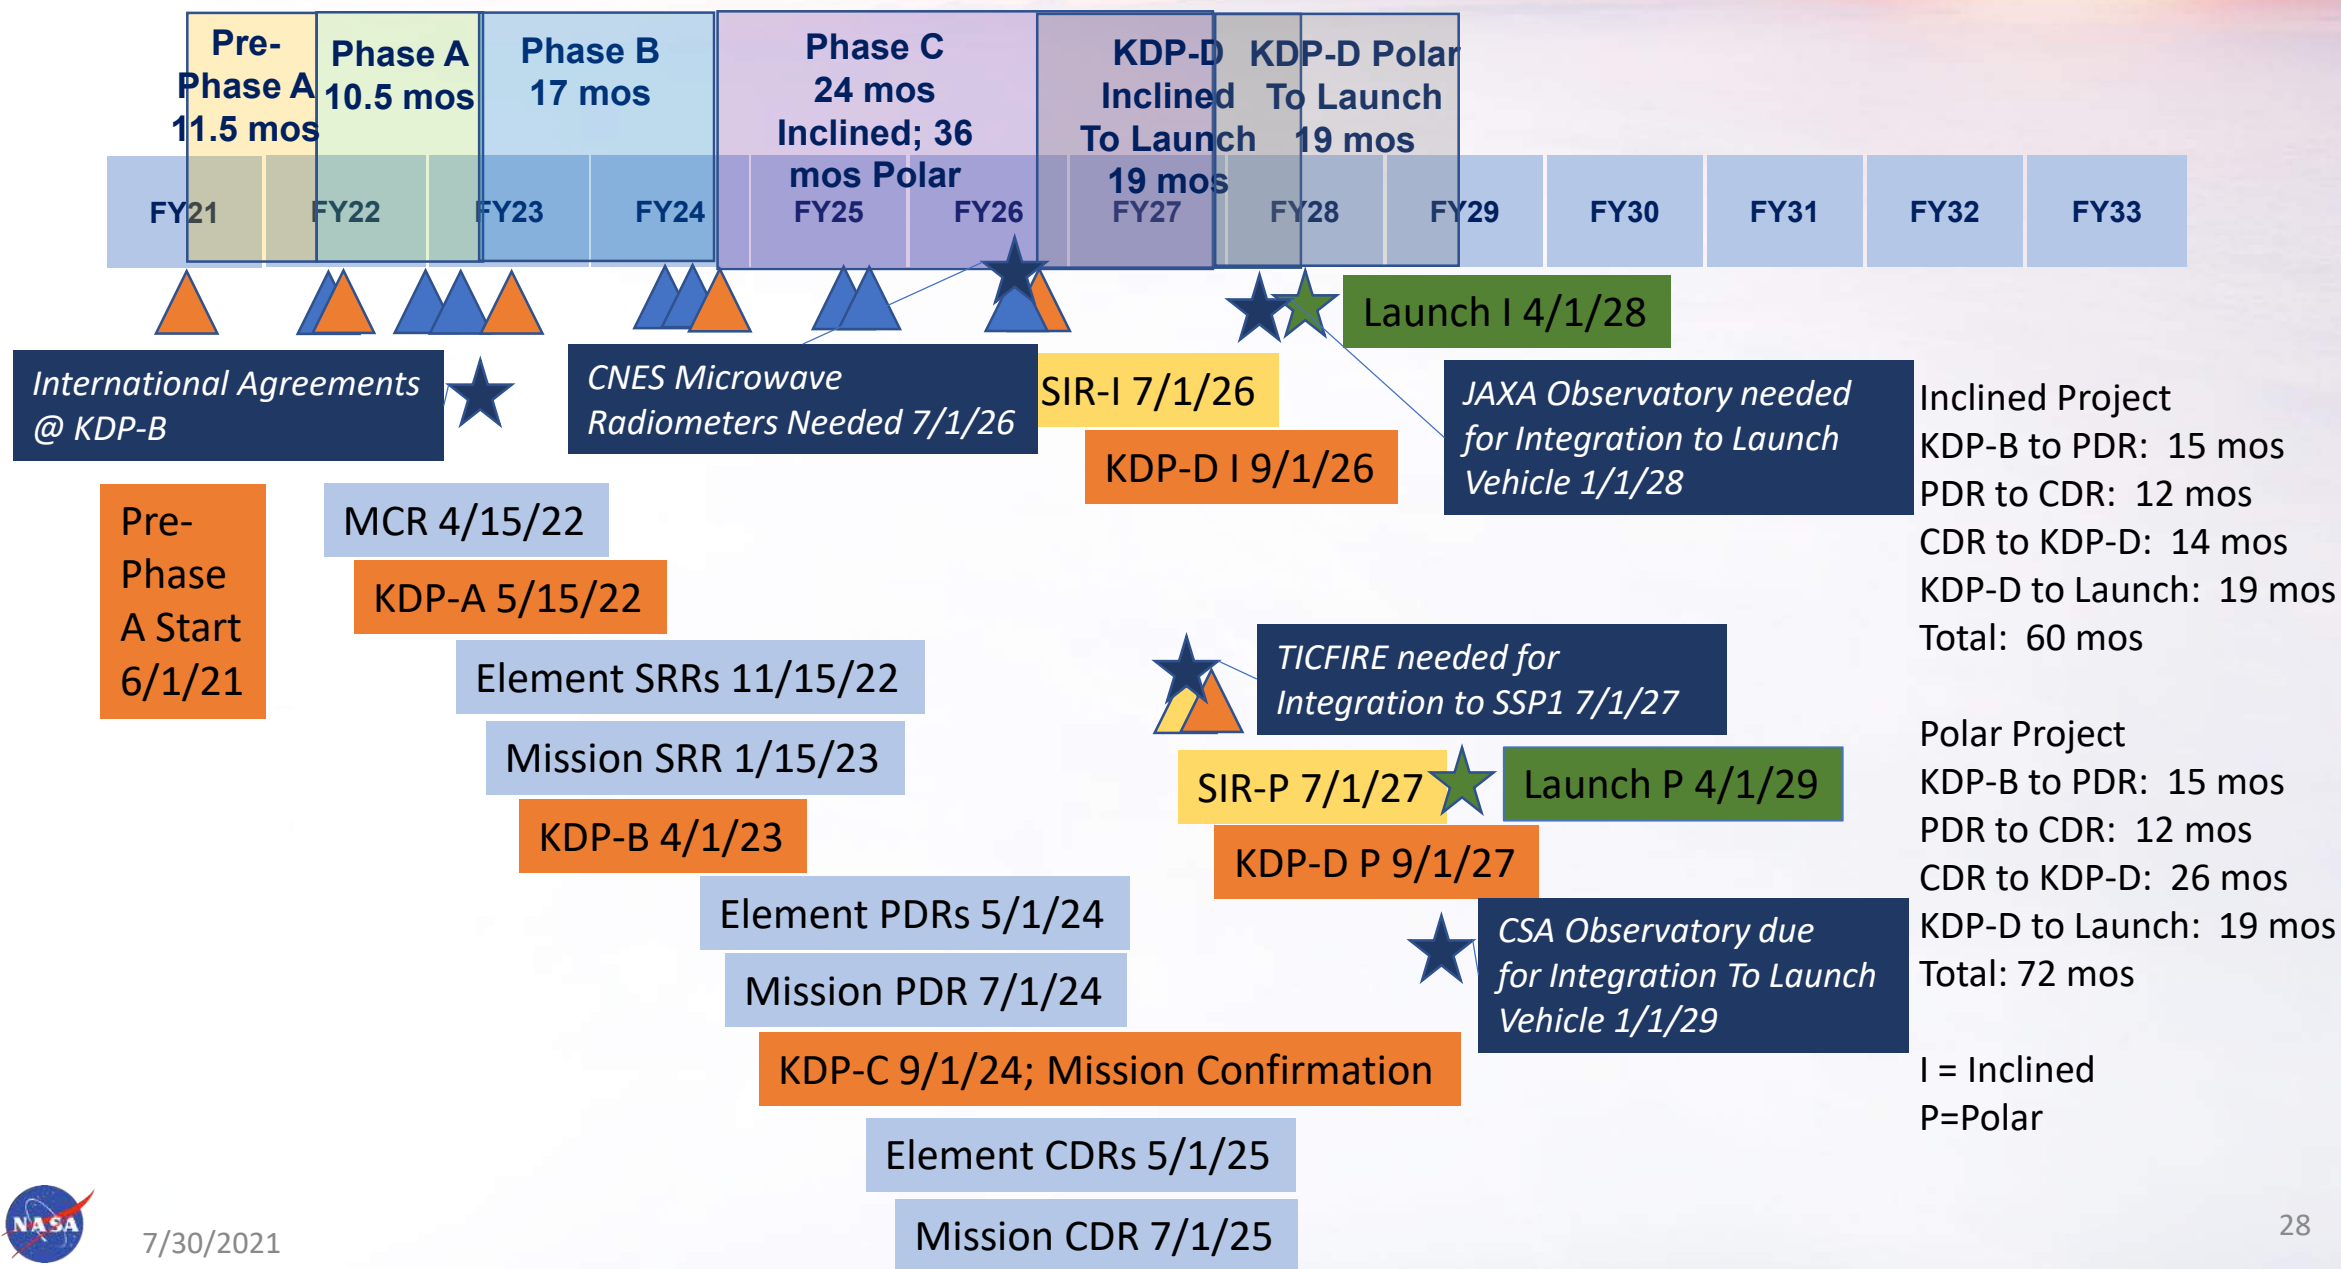 Pre-
Phase A
11.5 mos
Phase A
10.5 mos
Phase B
17 mos
Phase C
24 mos
Inclined; 36
mos Polar
KDP-D
Inclined
To Launch
19 mos
KDP-D Polar
To Launch
19 mos
FY21
FY22
FY23
FY24
FY25
FY26
FY27
FY28
FY29
FY30
FY31
FY32
FY33
Launch I 4/1/28
International Agreements
@ KDP-B
CNES Microwave
Radiometers Needed 7/1/26
SIR-I 7/1/26
KDP-D I 9/1/26
JAXA Observatory needed
for Integration to Launch
Vehicle 1/1/28
Pre-
Phase
A Start
6/1/21
MCR 4/15/22
KDP-A 5/15/22
Element SRRs 11/15/22
Mission SRR 1/15/23
KDP-B 4/1/23
Element PDRs 5/1/24
Mission PDR 7/1/24
KDP-C 9/1/24; Mission Confirmation
Element CDRs 5/1/25
Mission CDR 7/1/25
TICFIRE needed for
Integration to SSP1 7/1/27
SIR-P 7/1/27
Launch P 4/1/29
KDP-D P 9/1/27
CSA Observatory due
for Integration To Launch
Vehicle 1/1/29
Inclined Project
KDP-B to PDR: 15 mos
PDR to CDR: 12 mos
CDR to KDP-D: 14 mos
KDP-D to Launch: 19 mos
Total: 60 mos
Polar Project
KDP-B to PDR: 15 mos
PDR to CDR: 12 mos
CDR to KDP-D: 26 mos
KDP-D to Launch: 19 mos
Total: 72 mos
I = Inclined
P=Polar
NASA
7/30/2021
28